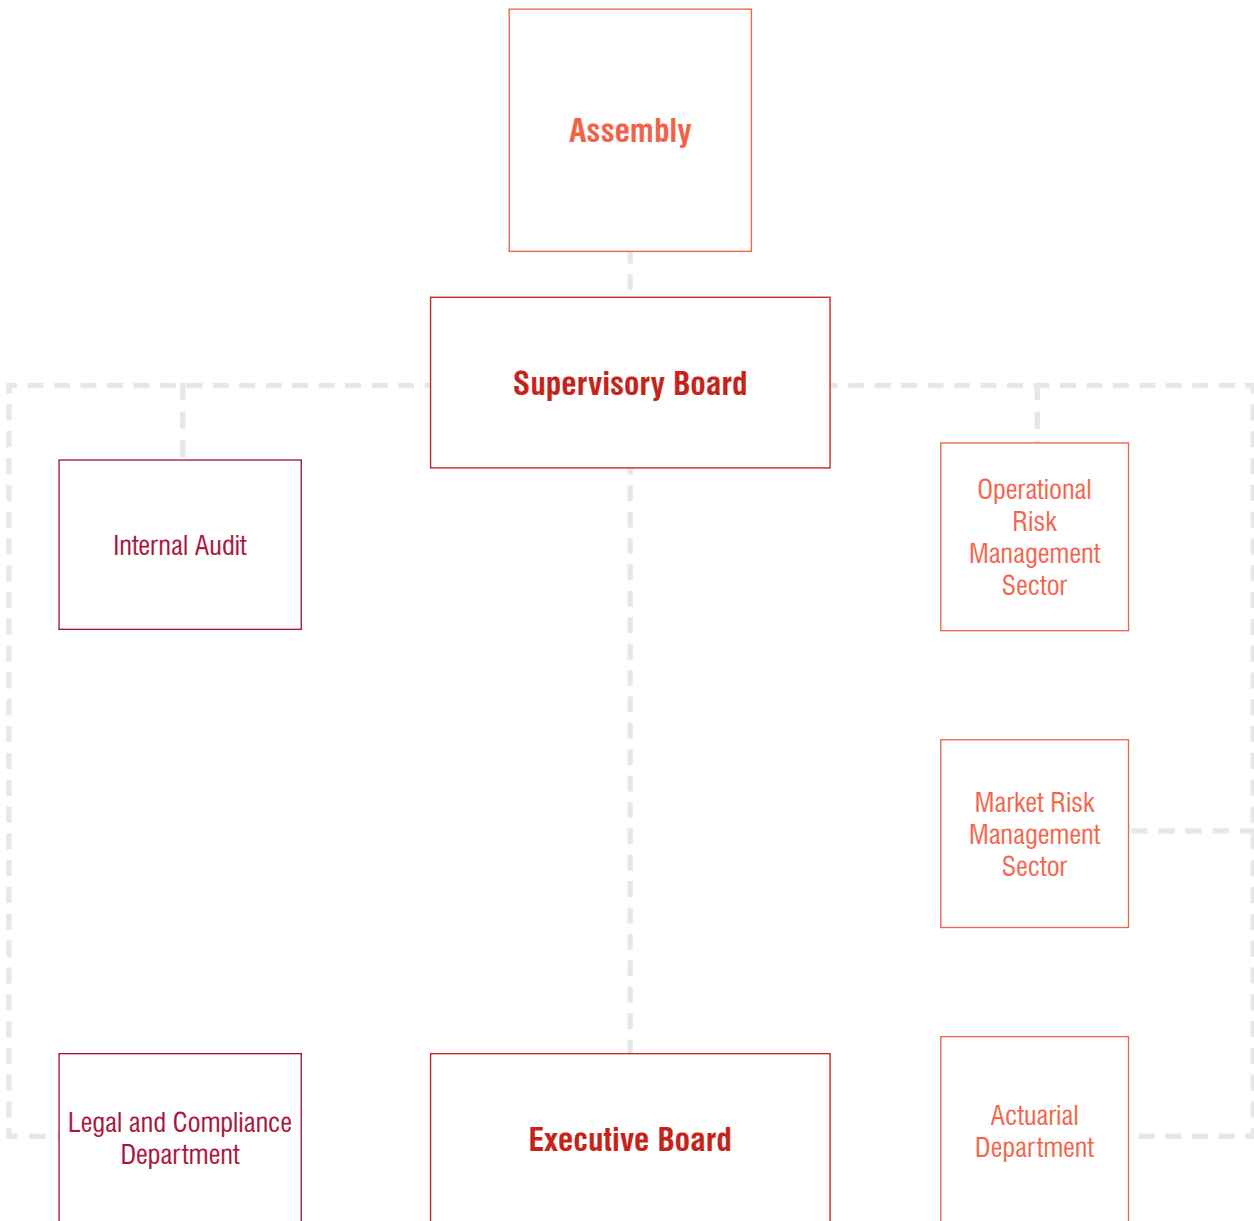 Assembly
Supervisory Board
Internal Audit
Operational
Risk
Management
Sector
Market Risk
Management
Sector
Legal and Compliance
Department
Executive Board
Actuarial
Department